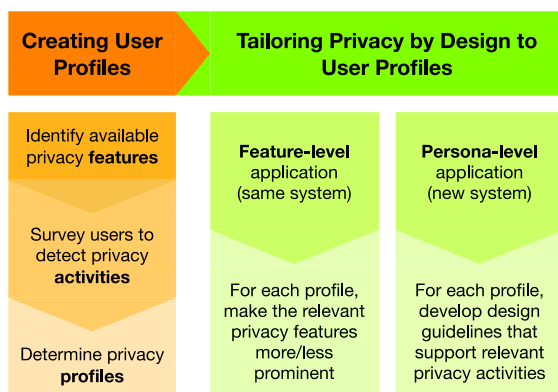 Creating User
Profiles
Tailoring Privacy by Design to
User Profiles
Identify available
privacy features
Survey users to
detect privacy
activities
Determine privacy
profiles
Feature-level
application
(same system)
For each profile,
make the relevant
privacy features
more/less
prominent
Persona-level
application
(new system)
For each profile,
develop design
guidelines that
support relevant
privacy activities